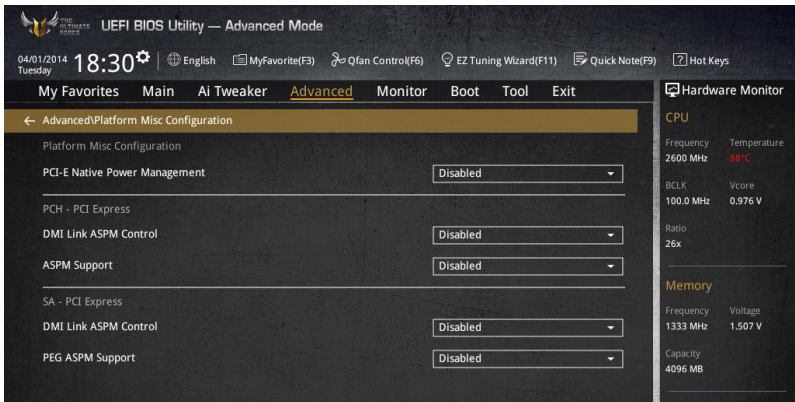 THE ULTIMATE FORCE
UEFI BIOS Utility — Advanced Mode
04/01/2014
Tuesday
18:30
English
MyFavorite(F3)
Qfan Control(F6)
EZ Tuning Wizard(F11)
Quick Note(F9)
? Hot Keys
My Favorites Main Ai Tweaker Advanced Monitor Boot Tool Exit
← Advanced\Platform Misc Configuration
Platform Misc Configuration
PCI-E Native Power Management Disabled
PCH - PCI Express
DMI Link ASPM Control Disabled
ASPM Support Disabled
SA - PCI Express
DMI Link ASPM Control Disabled
PEG ASPM Support Disabled
Hardware Monitor
CPU
Frequency Temperature
2600 MHz 88°C
BCLK Vcore
100.0 MHz 0.976 V
Ratio
26x
Memory
Frequency Voltage
1333 MHz 1.507 V
Capacity
4096 MB